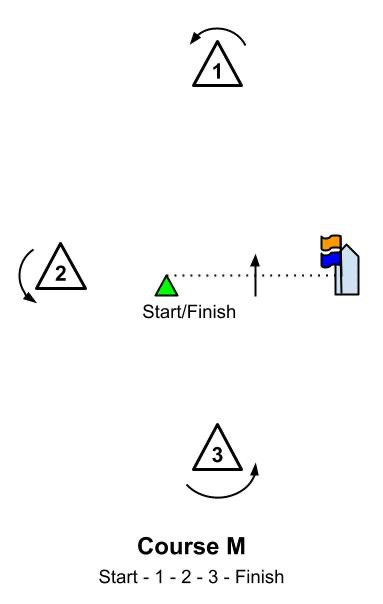 1
2
Start/Finish
3
Course M
Start - 1 - 2 - 3 - Finish